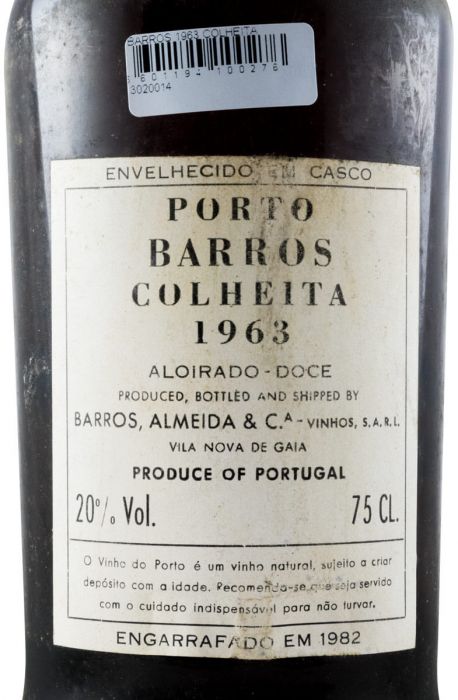 BARROS 1963 COLHEITA
5601194100276
3020014
ENVELHECIDO EM CASCO
PORTO
BARROS
COLHEITA
1963
ALOIRADO - DOCE
PRODUCED, BOTTLED AND SHIPPED BY
BARROS, ALMEIDA & C.ᴬ - VINHOS, S.A.R.L.
VILA NOVA DE GAIA
PRODUCE OF PORTUGAL
20% Vol. 75 CL.
O Vinho do Porto é um vinho natural, sujeito a criar
depósito com a idade. Recomenda-se que seja servido
com o cuidado indispensável para não turvar.
ENGARRAFADO EM 1982